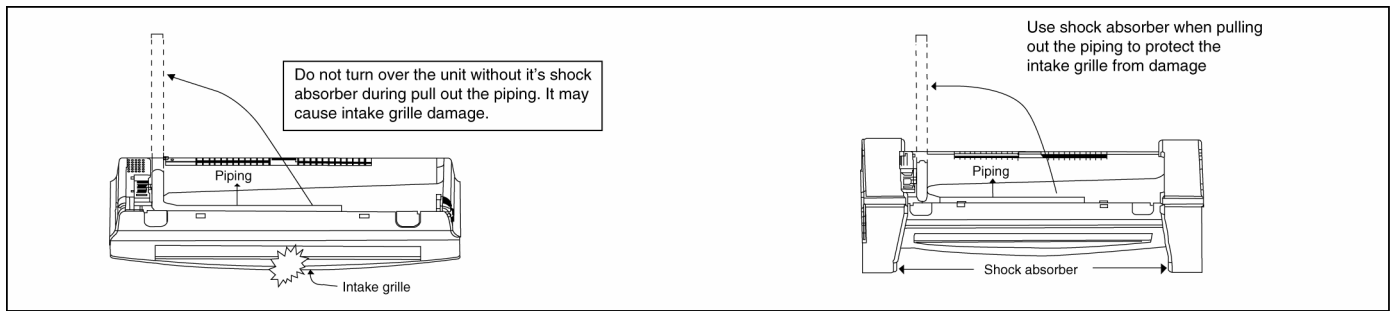 Do not turn over the unit without it's shock
absorber during pull out the piping. It may
cause intake grille damage.
Piping
Intake grille
Use shock absorber when pulling
out the piping to protect the
intake grille from damage
Piping
Shock absorber